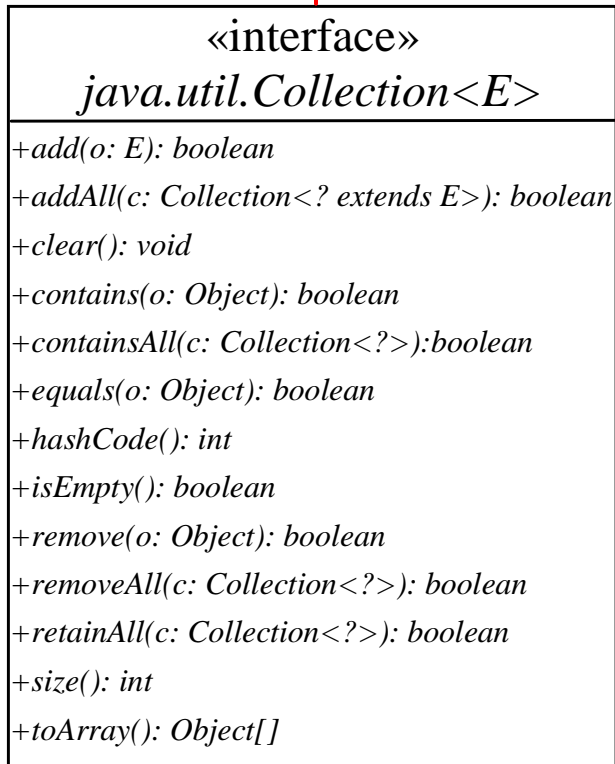 «interface»
java.util.Collection<E>
+add(o: E): boolean
+addAll(c: Collection<? extends E>): boolean
+clear(): void
+contains(o: Object): boolean
+containsAll(c: Collection<?>):boolean
+equals(o: Object): boolean
+hashCode(): int
+isEmpty(): boolean
+remove(o: Object): boolean
+removeAll(c: Collection<?>): boolean
+retainAll(c: Collection<?>): boolean
+size(): int
+toArray(): Object[]